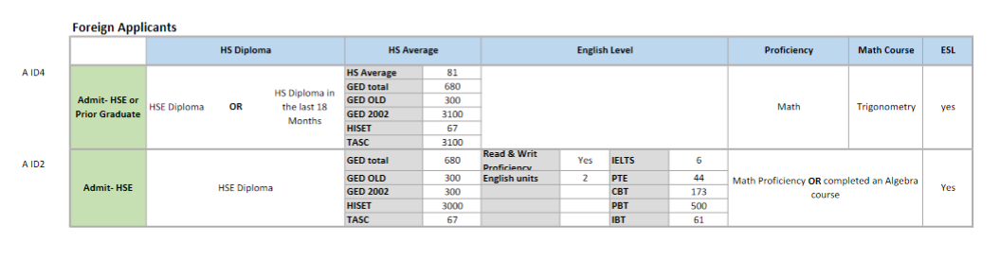 Foreign Applicants
HS Diploma HS Average English Level Proficiency Math Course ESL
A ID4
Admit- HSE or
Prior Graduate
HSE Diploma OR HS Diploma in
the last 18
Months
HS Average 81
GED total 680
GED OLD 300
GED 2002 3100
HISET 67
TASC 3100
Math Trigonometry yes
A ID2
Admit- HSE
HSE Diploma
GED total 680 Read & Writ
Proficiency Yes IELTS 6
GED OLD 300 English units 2 PTE 44
GED 2002 300 CBT 173
HISET 3000 PBT 500
TASC 67 IBT 61
Math Proficiency OR completed an Algebra
course
Yes